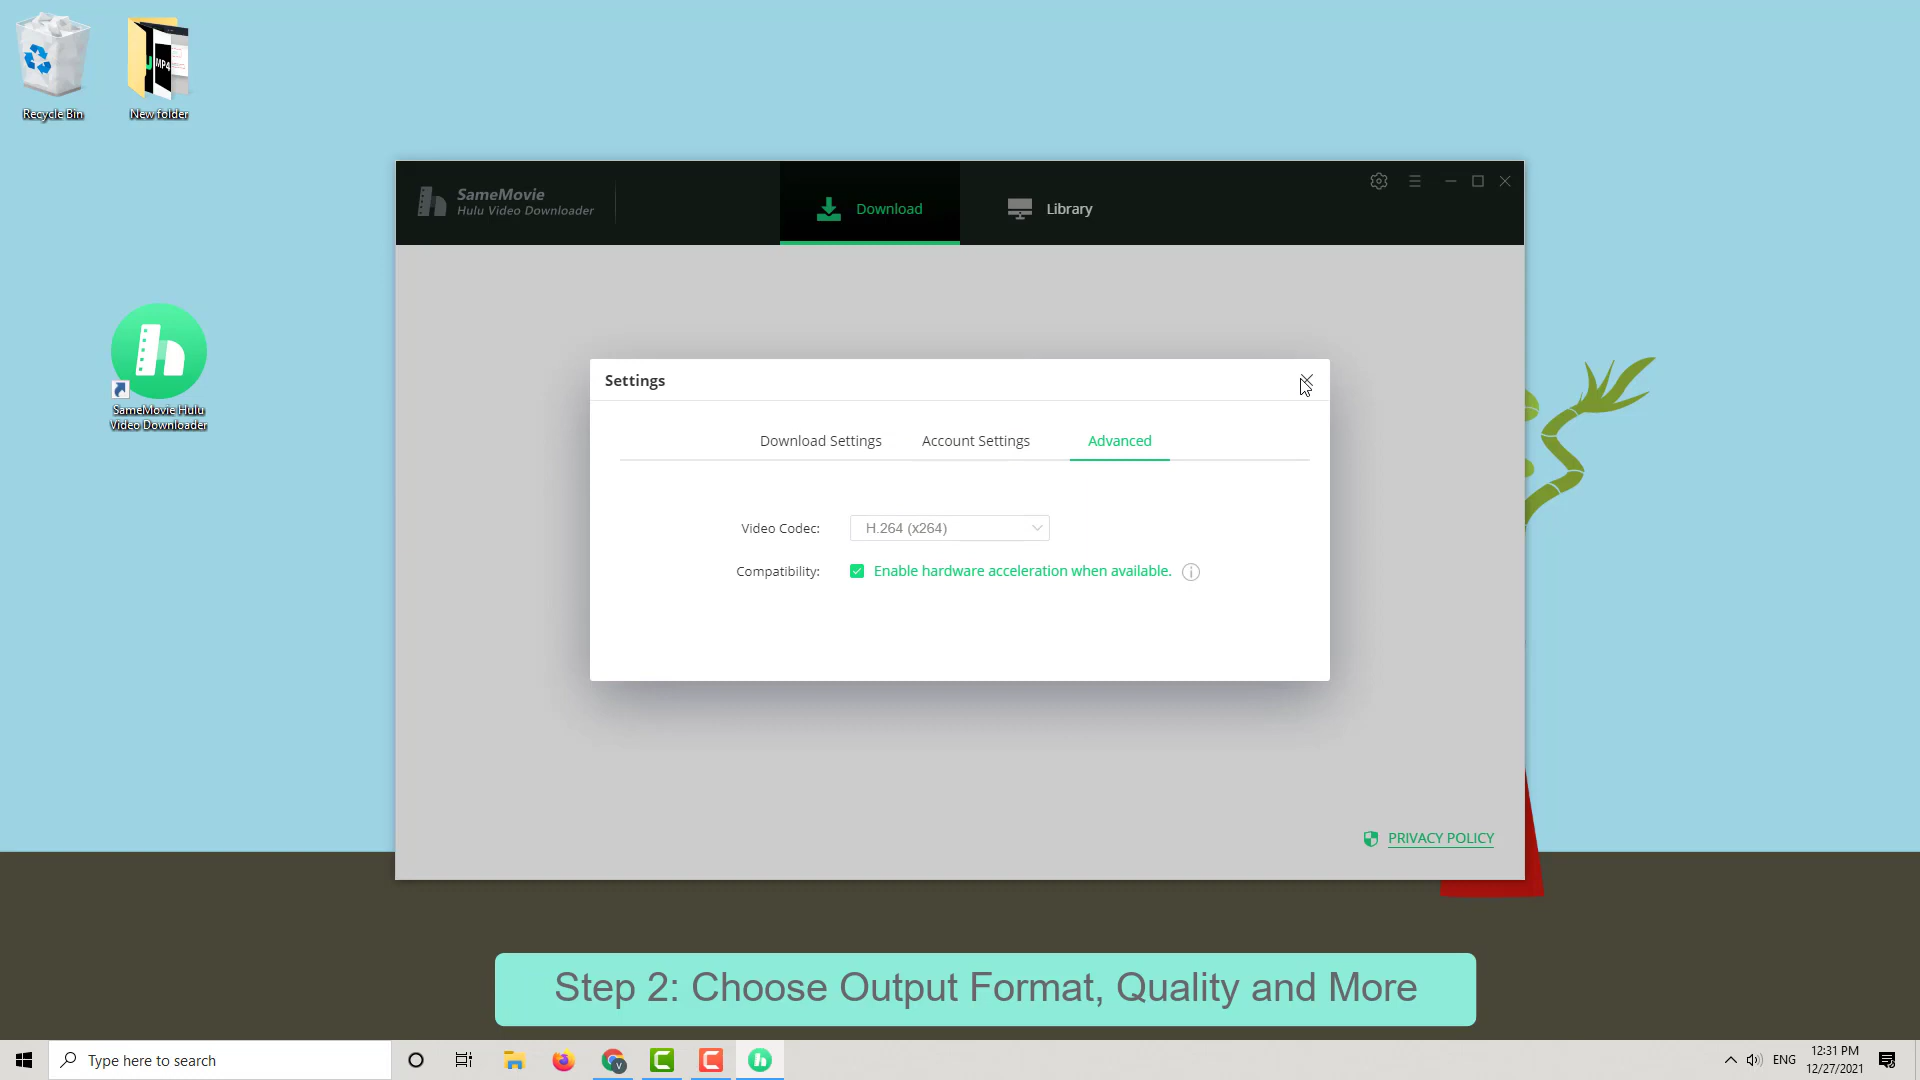 Recycle Bin
New folder
MP4
SameMovie
Hulu Video Downloader
Download
Library
SameMovie Hulu
Video Downloader
Settings
Download Settings
Account Settings
Advanced
Video Codec:
H.264 (x264)
Compatibility:
Enable hardware acceleration when available.
PRIVACY POLICY
Step 2: Choose Output Format, Quality and More
Type here to search
V
ENG
12:31 PM
12/27/2021